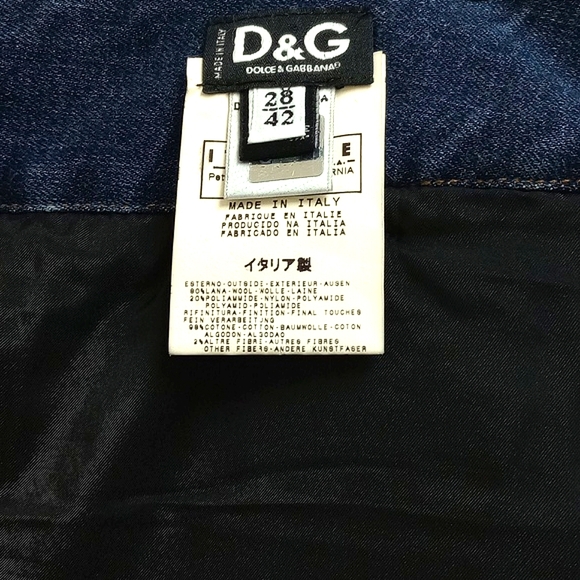 MADE IN ITALY
D&G
DOLCE & GABBANA
D A
28
42
I E
Pe
RNIA
MADE IN ITALY
FABRIQUE EN ITALIE
PRODUCIDO NA ITALIA
FABRICADO EN ITALIA
イタリア製
ESTERNO-OUTSIDE-EXTERIEUR-AUSEN
80%LANA-WOOL-WOLLE-LAINE
20%POLIAMMIDE-NYLON-POLYAMIDE
POLYAMID-POLIAMIDE
RIFINITURA-FINITION-FINAL TOUCHES
FEIN VERARBEITUNG
98%COTONE-COTTON-BAUMWOLLE-COTON
ALGODON-ALGODAO
2%ALTRE FIBRI-AUTRES FIBRES
OTHER FIBERS-ANDERE KUNSTFASER